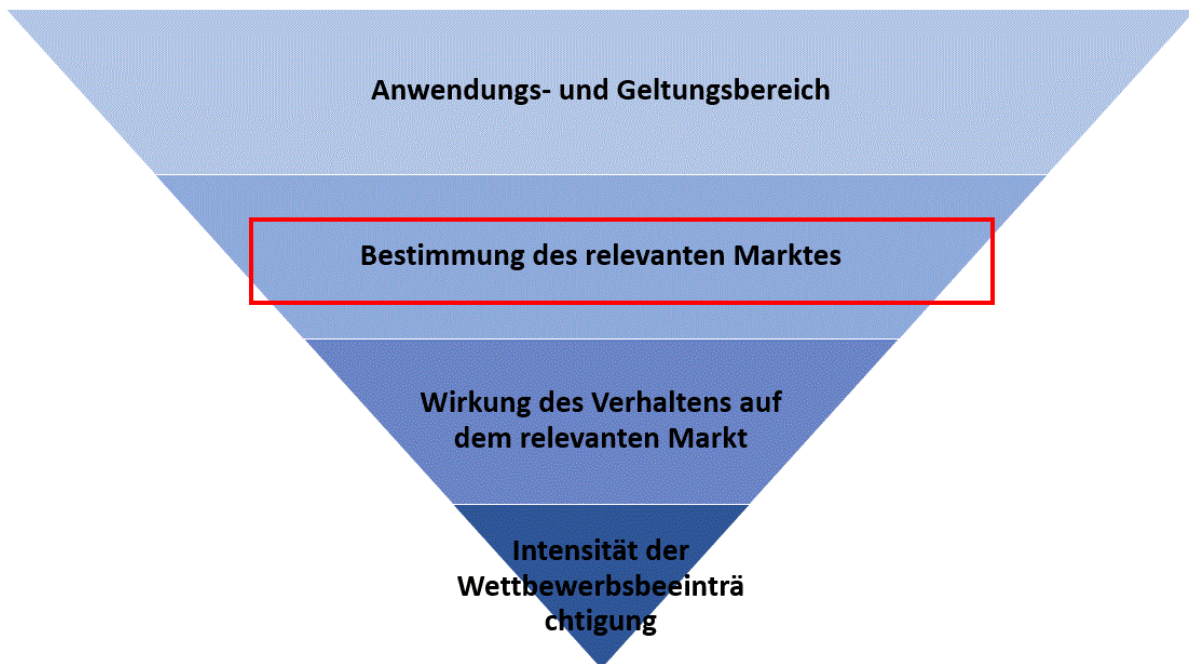 Anwendungs- und Geltungsbereich
Bestimmung des relevanten Marktes
Wirkung des Verhaltens auf
dem relevanten Markt
Intensität der
Wettbewerbsbeeinträ
chtigung